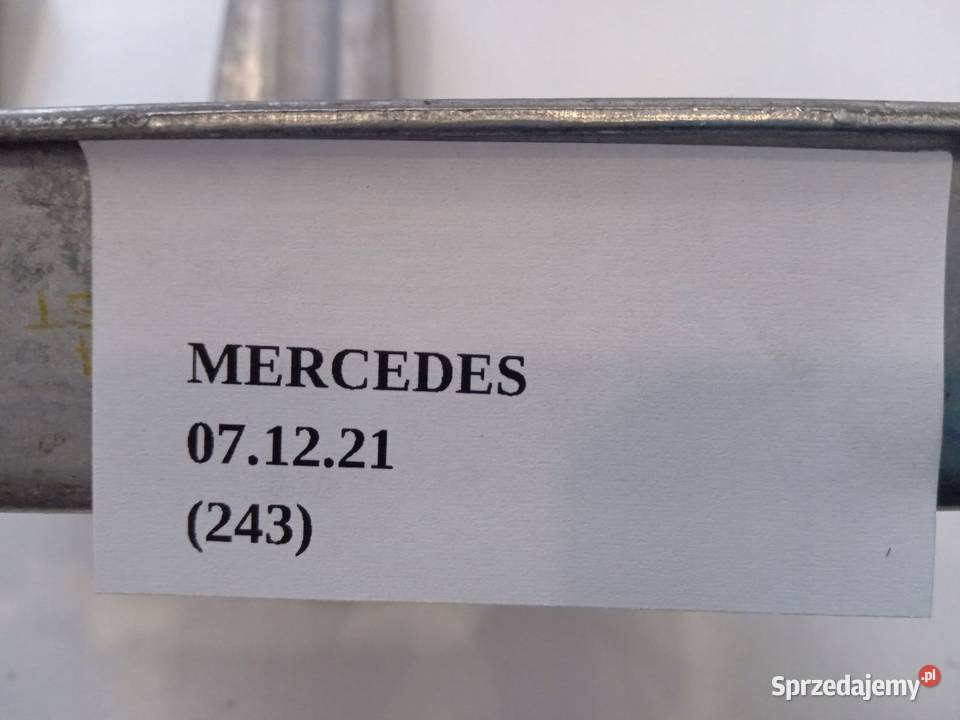 MERCEDES
07.12.21
(243)
Sprzedajemy.pl